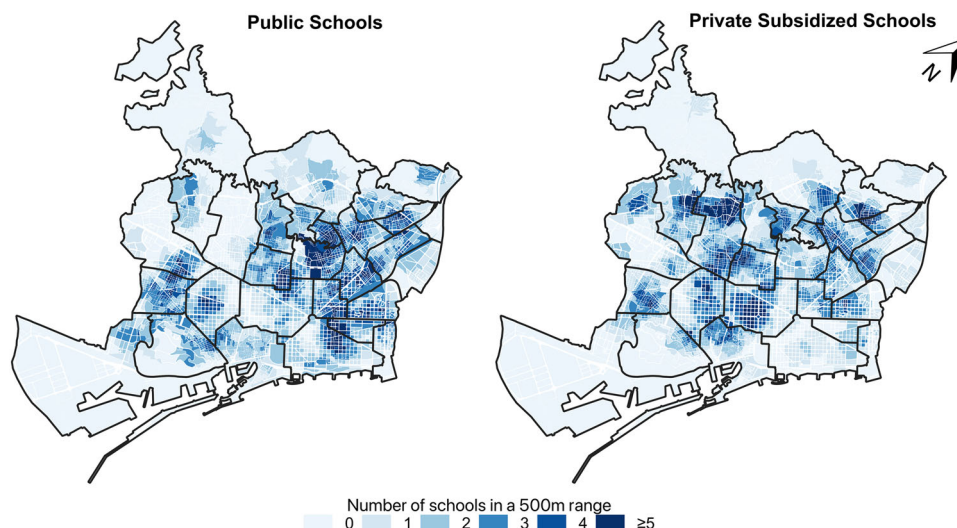 Public Schools
Private Subsidized Schools
N
Number of schools in a 500m range
0 1 2 3 4 ≥5